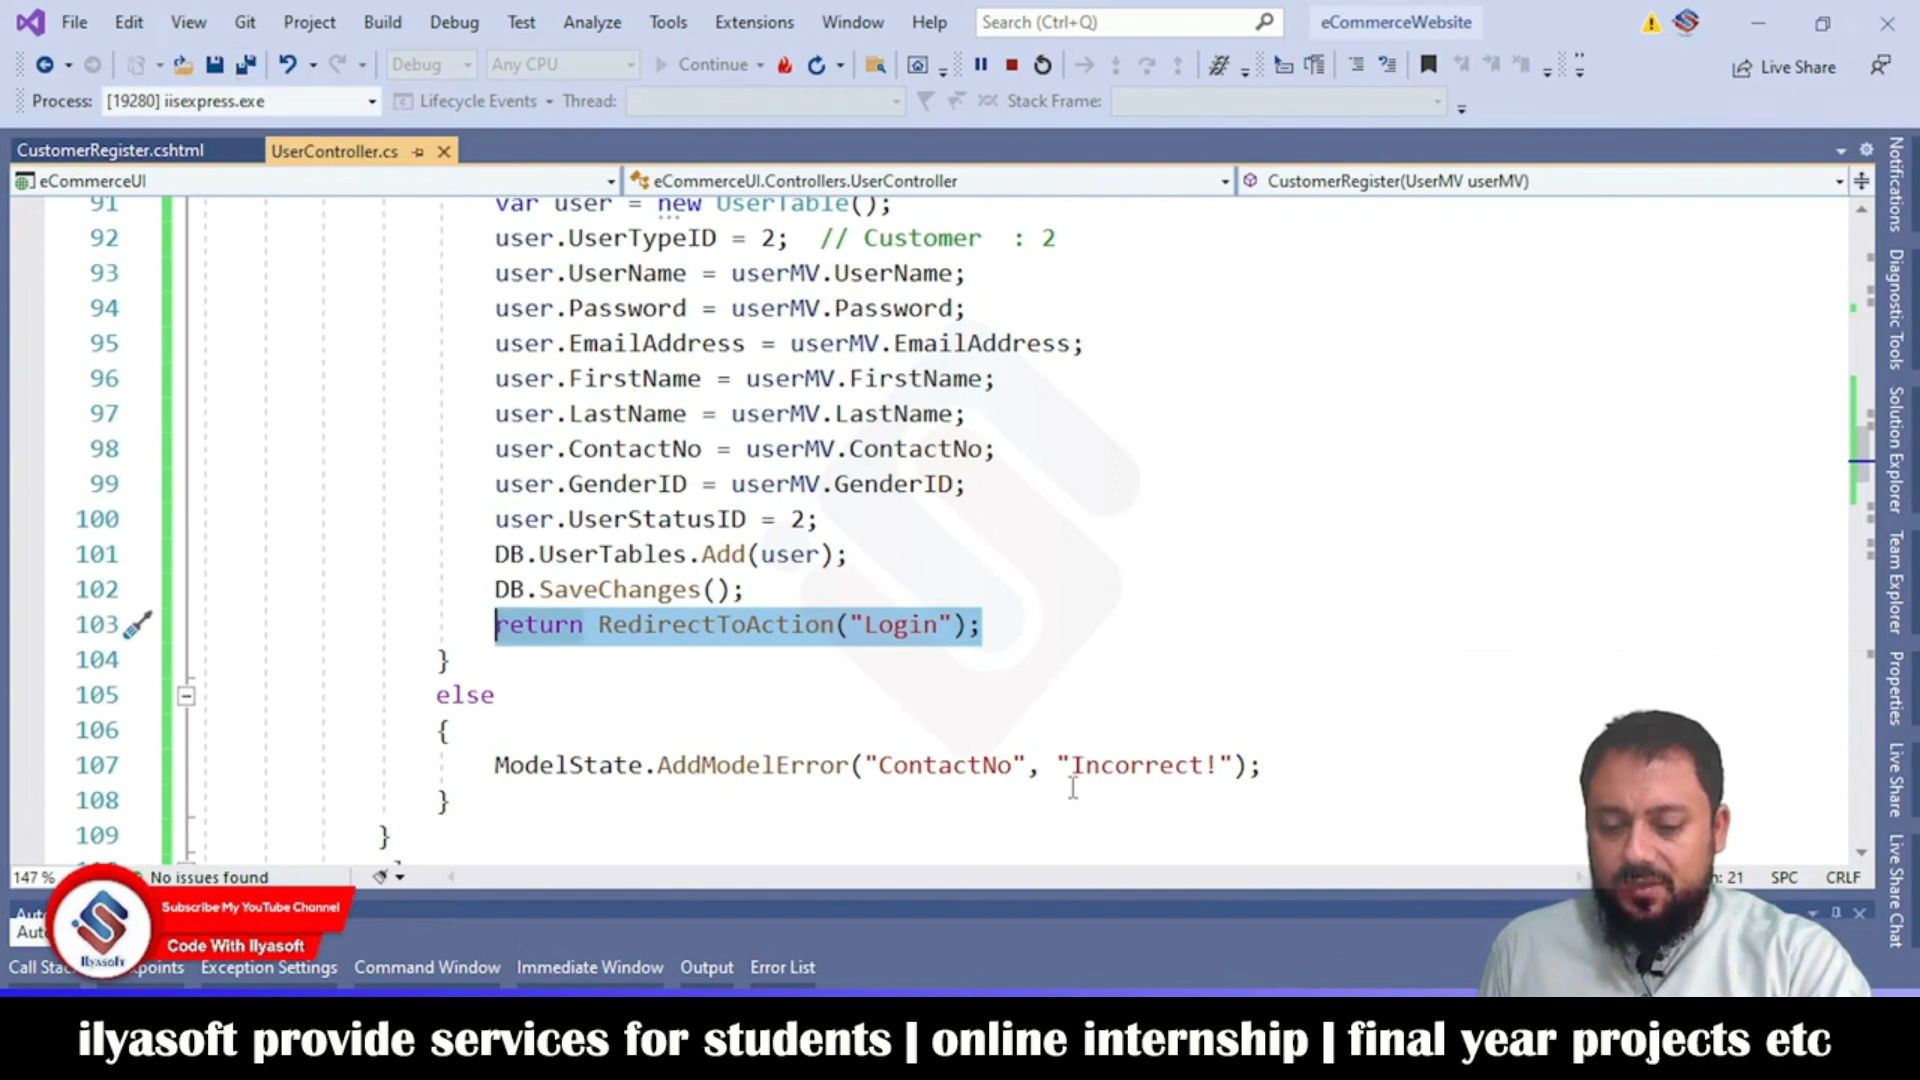 File Edit View Git Project Build Debug Test Analyze Tools Extensions Window Help Search (Ctrl+Q) eCommerceWebsite
Debug Any CPU Continue Live Share
Process: [19280] iisexpress.exe Lifecycle Events Thread: Stack Frame:
CustomerRegister.cshtml UserController.cs
eCommerceUI eCommerceUI.Controllers.UserController CustomerRegister(UserMV userMV)
91 var user = new UserTable();
92 user.UserTypeID = 2; // Customer : 2
93 user.UserName = userMV.UserName;
94 user.Password = userMV.Password;
95 user.EmailAddress = userMV.EmailAddress;
96 user.FirstName = userMV.FirstName;
97 user.LastName = userMV.LastName;
98 user.ContactNo = userMV.ContactNo;
99 user.GenderID = userMV.GenderID;
100 user.UserStatusID = 2;
101 DB.UserTables.Add(user);
102 DB.SaveChanges();
103 return RedirectToAction("Login");
104 }
105 else
106 {
107 ModelState.AddModelError("ContactNo", "Incorrect!");
108 }
109 }
147 % No issues found SPC CRLF
Notifications
Diagnostic Tools
Solution Explorer
Team Explorer
Properties
Live Share
Live Share Chat
Subscribe My YouTube Channel
Code With Ilyasoft
Ilyasoft
Exception Settings Command Window Immediate Window Output Error List
ilyasoft provide services for students | online internship | final year projects etc